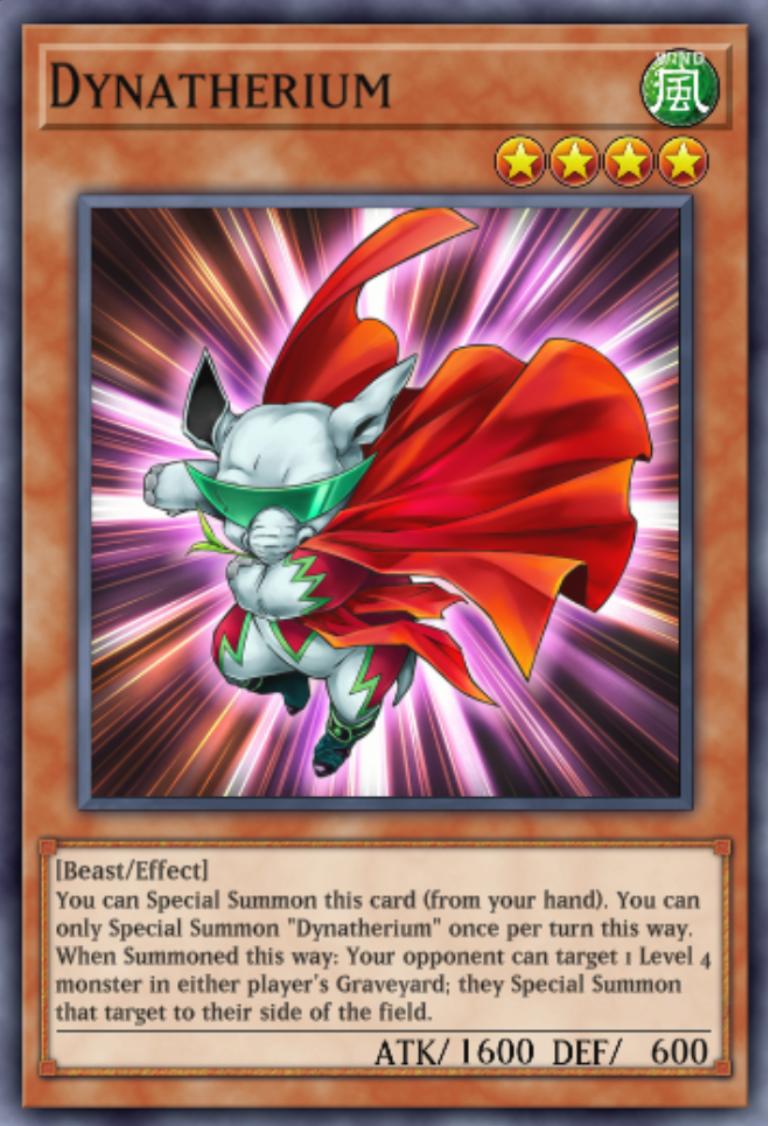 DYNATHERIUM
WIND
風
[Beast/Effect]
You can Special Summon this card (from your hand). You can
only Special Summon "Dynatherium" once per turn this way.
When Summoned this way: Your opponent can target 1 Level 4
monster in either player's Graveyard; they Special Summon
that target to their side of the field.
ATK/ 1600 DEF/ 600